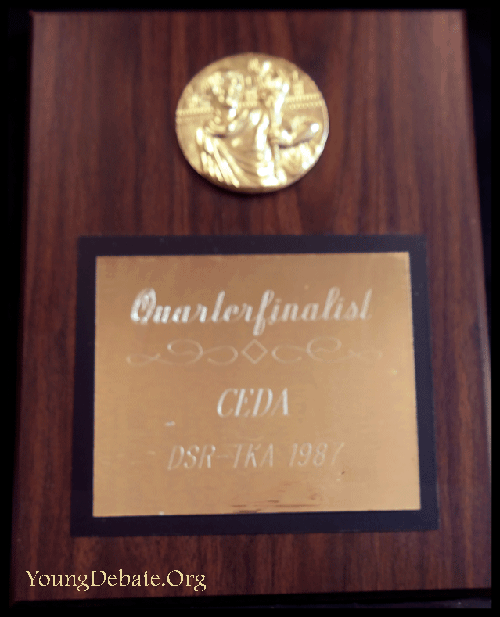 Quarterfinalist
CEDA
DSR-TKA 1987
YoungDebate.Org